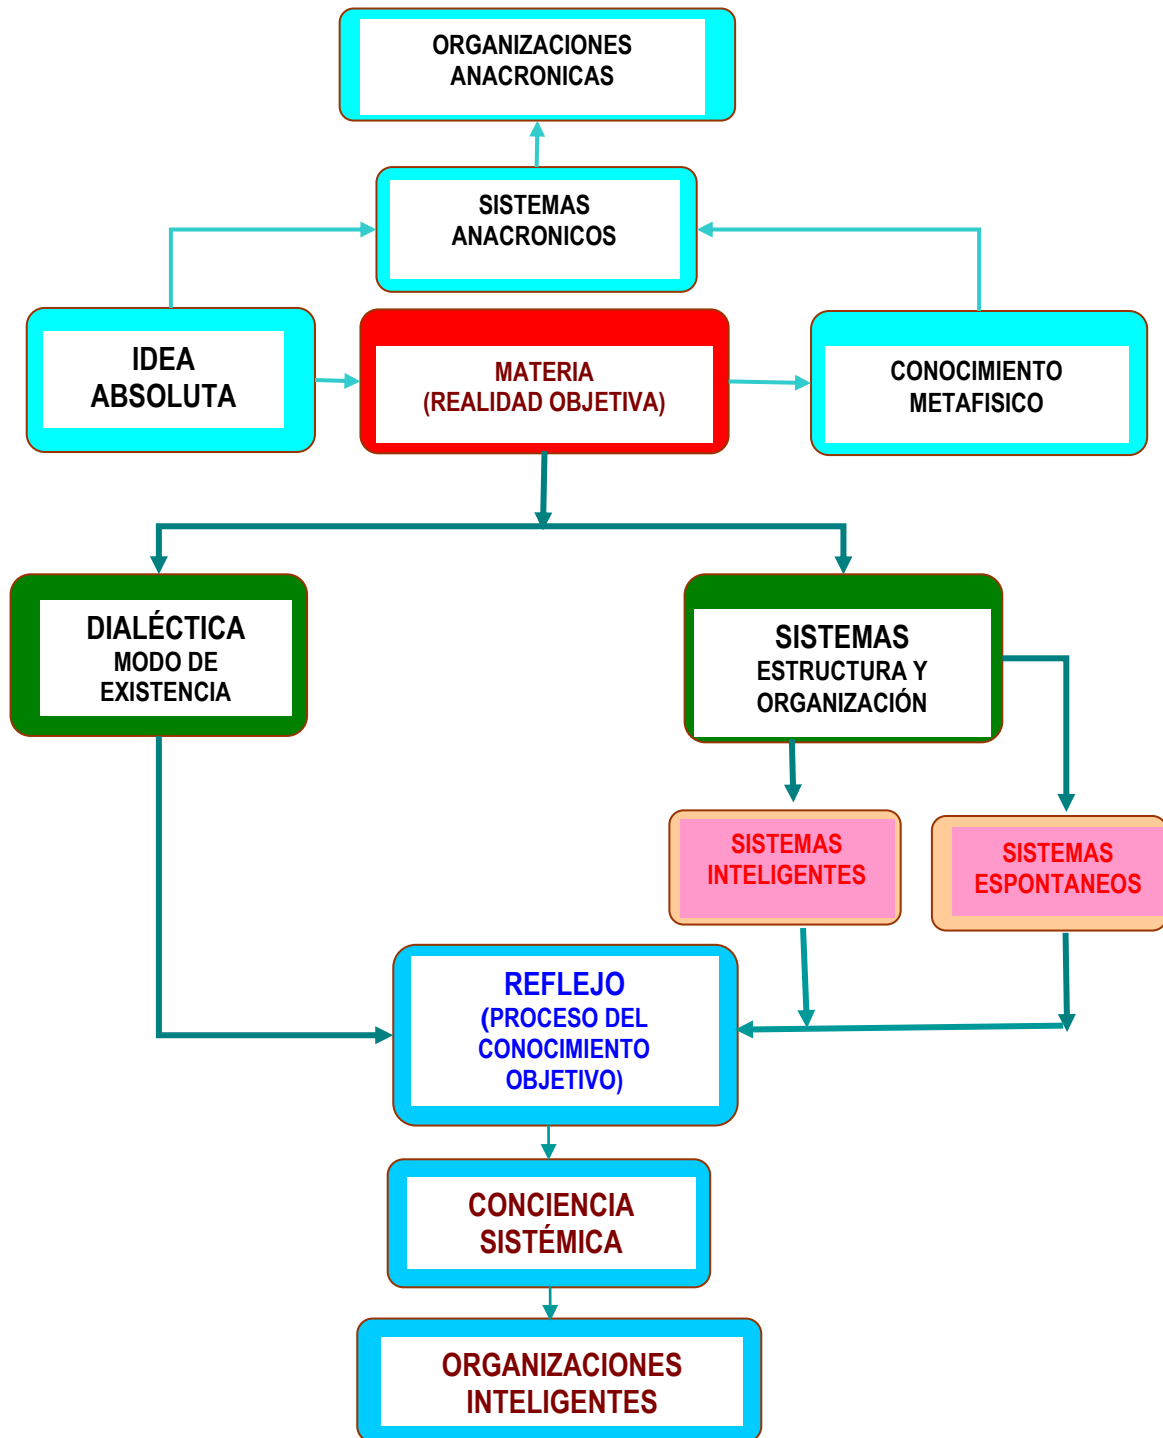 ORGANIZACIONES
ANACRONICAS
SISTEMAS
ANACRONICOS
IDEA
ABSOLUTA
MATERIA
(REALIDAD OBJETIVA)
CONOCIMIENTO
METAFISICO
DIALÉCTICA
MODO DE
EXISTENCIA
SISTEMAS
ESTRUCTURA Y
ORGANIZACIÓN
SISTEMAS
INTELIGENTES
SISTEMAS
ESPONTANEOS
REFLEJO
(PROCESO DEL
CONOCIMIENTO
OBJETIVO)
CONCIENCIA
SISTÉMICA
ORGANIZACIONES
INTELIGENTES